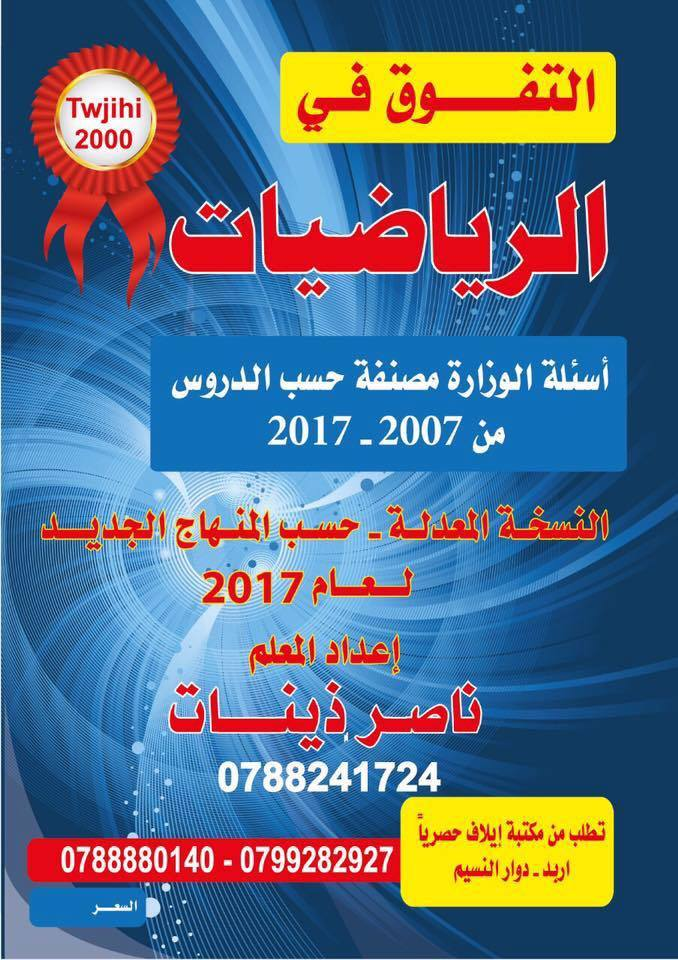 Twjihi
2000
التفوق في
الرياضيات
أسئلة الوزارة مصنفة حسب الدروس
من 2007 - 2017
النسخة المعدلة - حسب المنهاج الجديد
لعام 2017
إعداد المعلم
ناصر ذينات
0788241724
تطلب من مكتبة إيلاف حصرياً
اربد - دوار النسيم
0788880140 - 0799282927
السعر